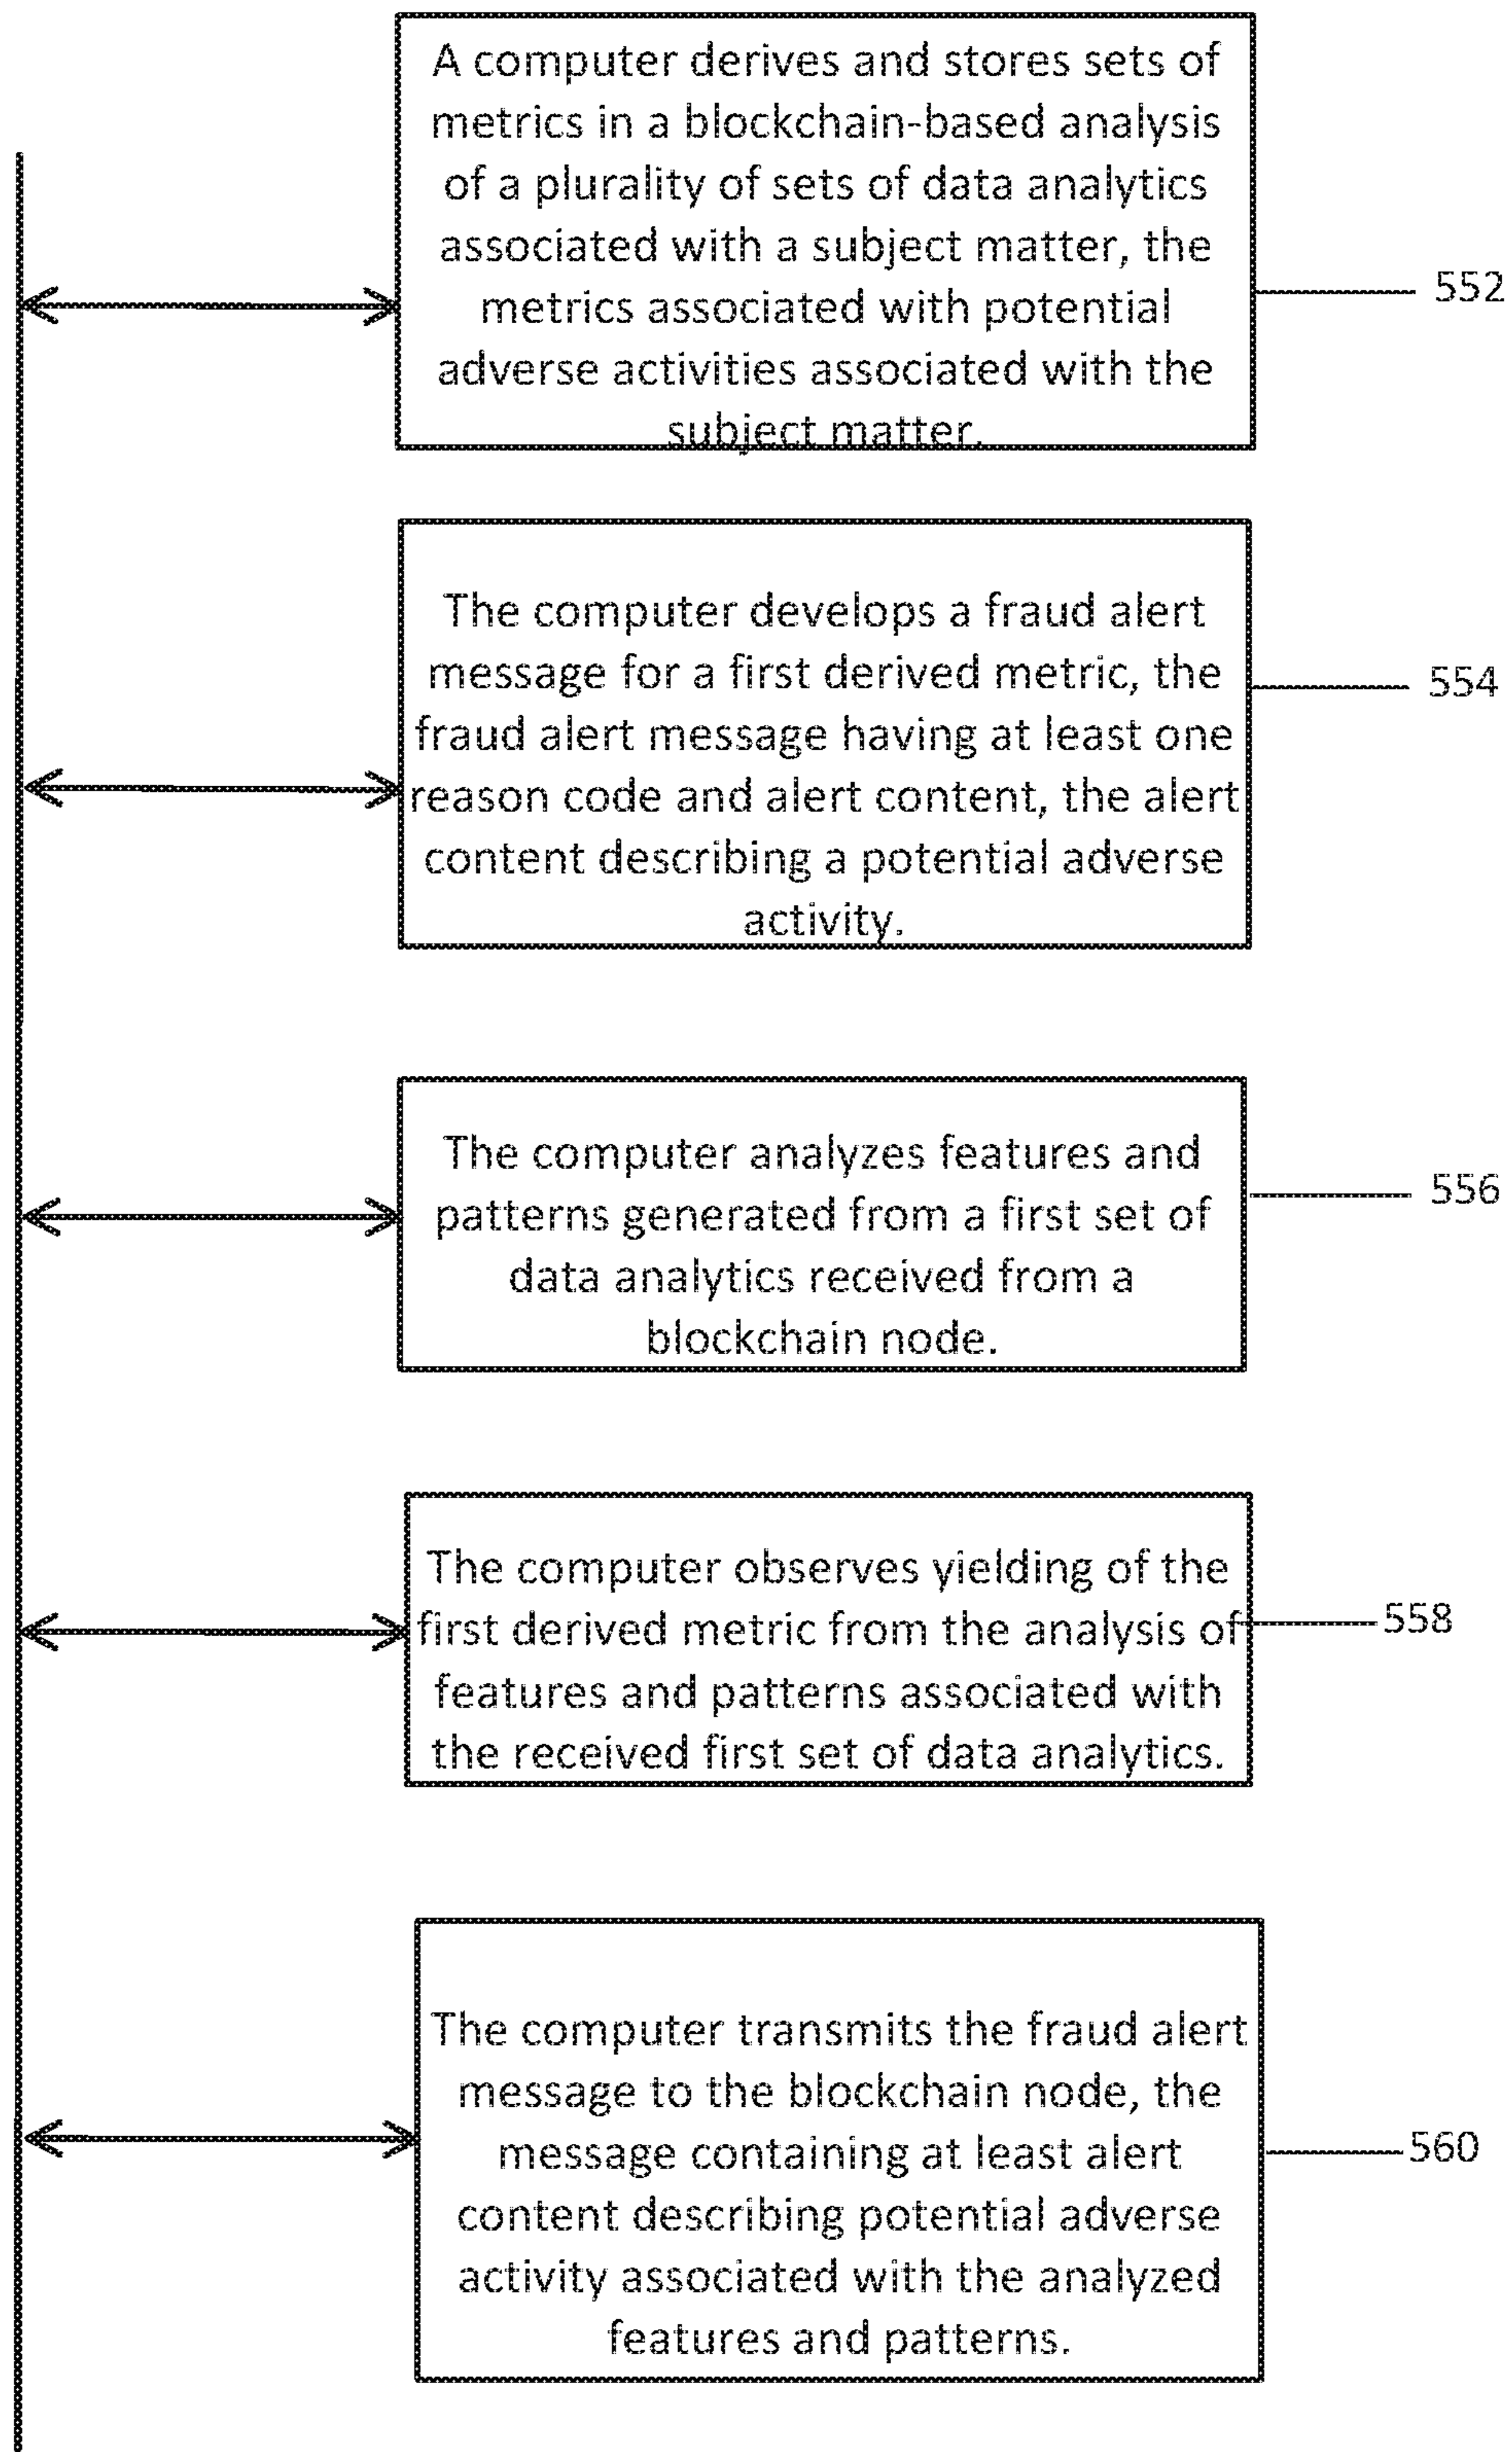 A computer derives and stores sets of
metrics in a blockchain-based analysis
of a plurality of sets of data analytics
associated with a subject matter, the
metrics associated with potential
adverse activities associated with the
subject matter.
552
The computer develops a fraud alert
message for a first derived metric, the
fraud alert message having at least one
reason code and alert content, the alert
content describing a potential adverse
activity.
554
The computer analyzes features and
patterns generated from a first set of
data analytics received from a
blockchain node.
556
The computer observes yielding of the
first derived metric from the analysis of
features and patterns associated with
the received first set of data analytics.
558
The computer transmits the fraud alert
message to the blockchain node, the
message containing at least alert
content describing potential adverse
activity associated with the analyzed
features and patterns.
560